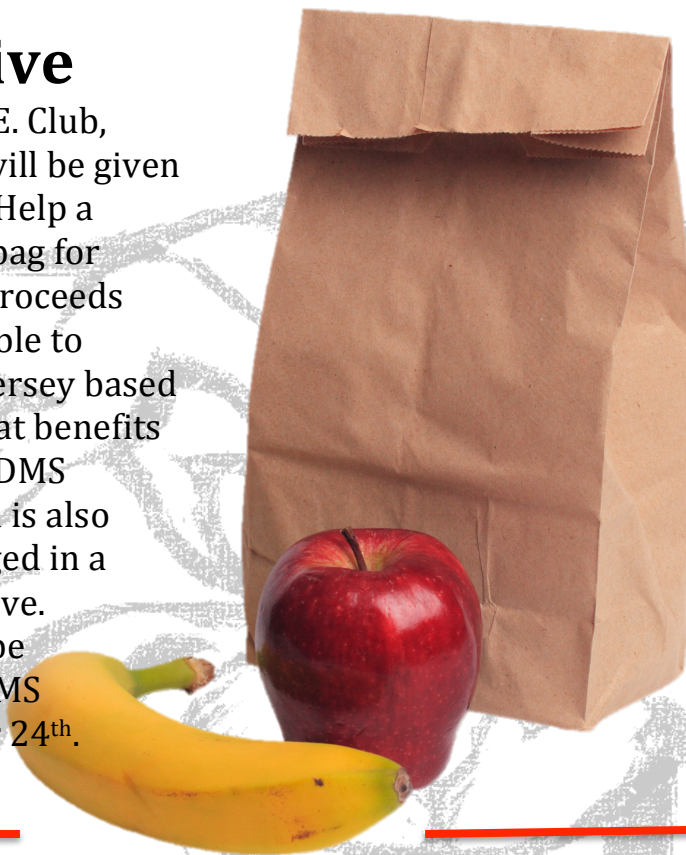 ive
E. Club,
will be given
Help a
bag for
roceeds
ble to
ersey based
at benefits
DMS
is also
ged in a
ve.
be
MS
24th.